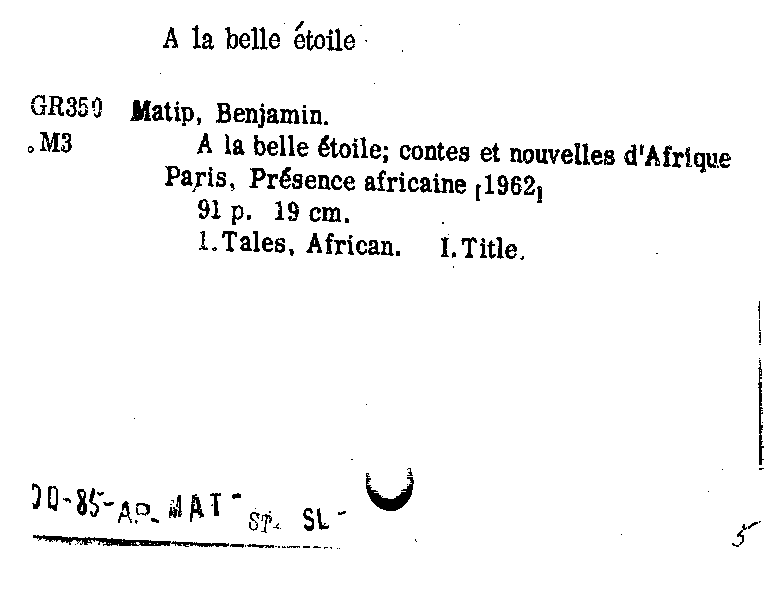 A la belle étoile
GR350 Matip, Benjamin.
.M3 A la belle étoile; contes et nouvelles d'Afrique
Paris, Présence africaine [1962]
91 p. 19 cm.
1.Tales, African. I.Title.
-85- AP- MAT - ST- SL -
5